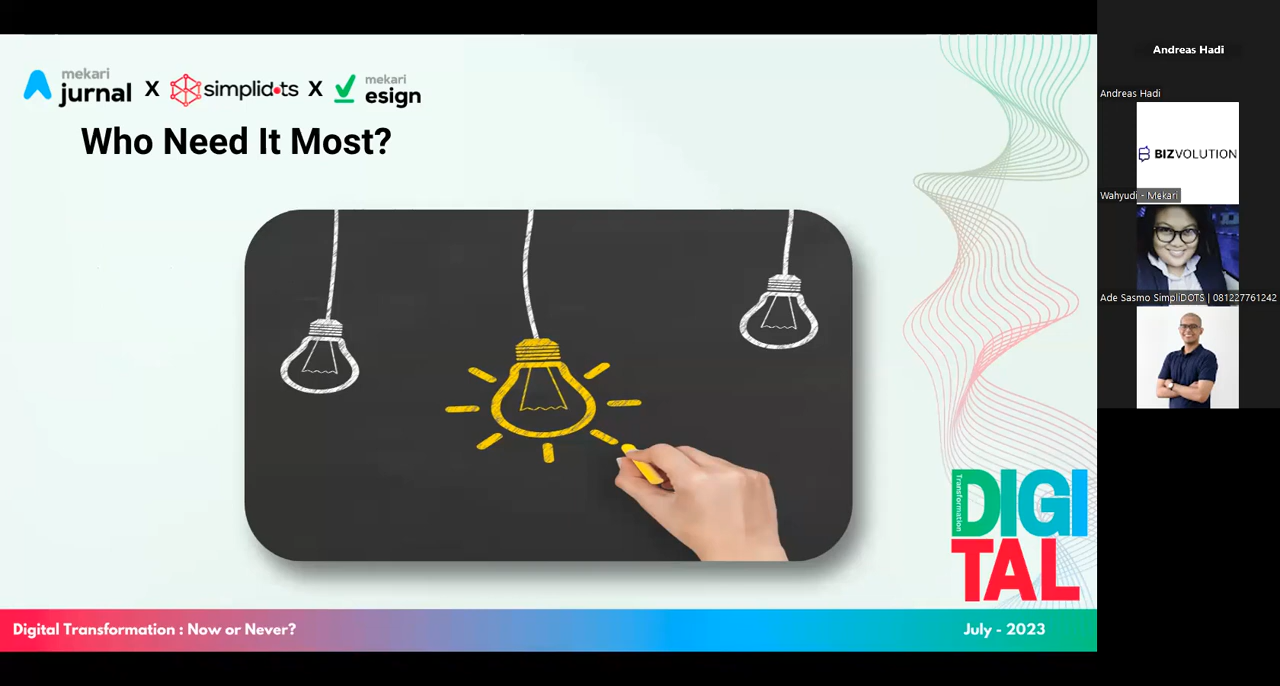 mekari
jurnal X simplidots X mekari
esign
Who Need It Most?
Transformation
DIGI
TAL
Digital Transformation : Now or Never?
July - 2023
Andreas Hadi
Andreas Hadi
BIZVOLUTION
Wahyudi - Mekari
Ade Sasmo SimpliDOTS | 081227761242